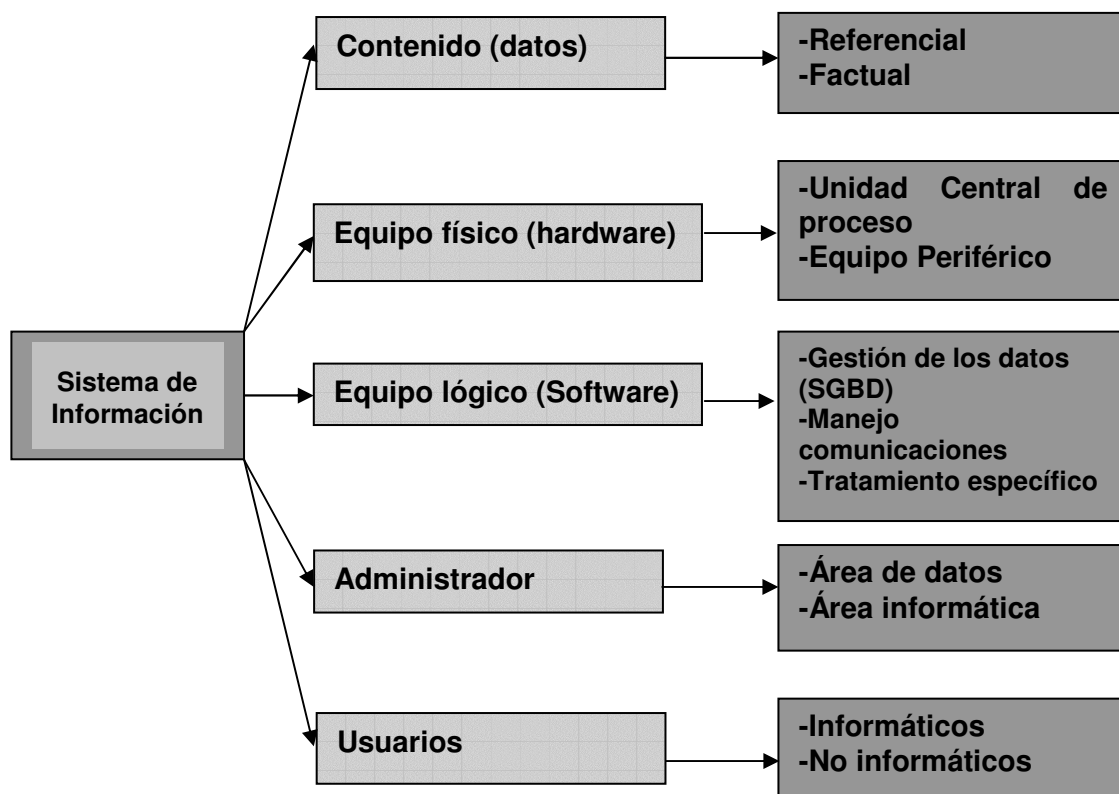 Contenido (datos)
-Referencial
-Factual
Equipo físico (hardware)
-Unidad Central de
proceso
-Equipo Periférico
Sistema de
Información
Equipo lógico (Software)
-Gestión de los datos
(SGBD)
-Manejo
comunicaciones
-Tratamiento específico
Administrador
-Área de datos
-Área informática
Usuarios
-Informáticos
-No informáticos